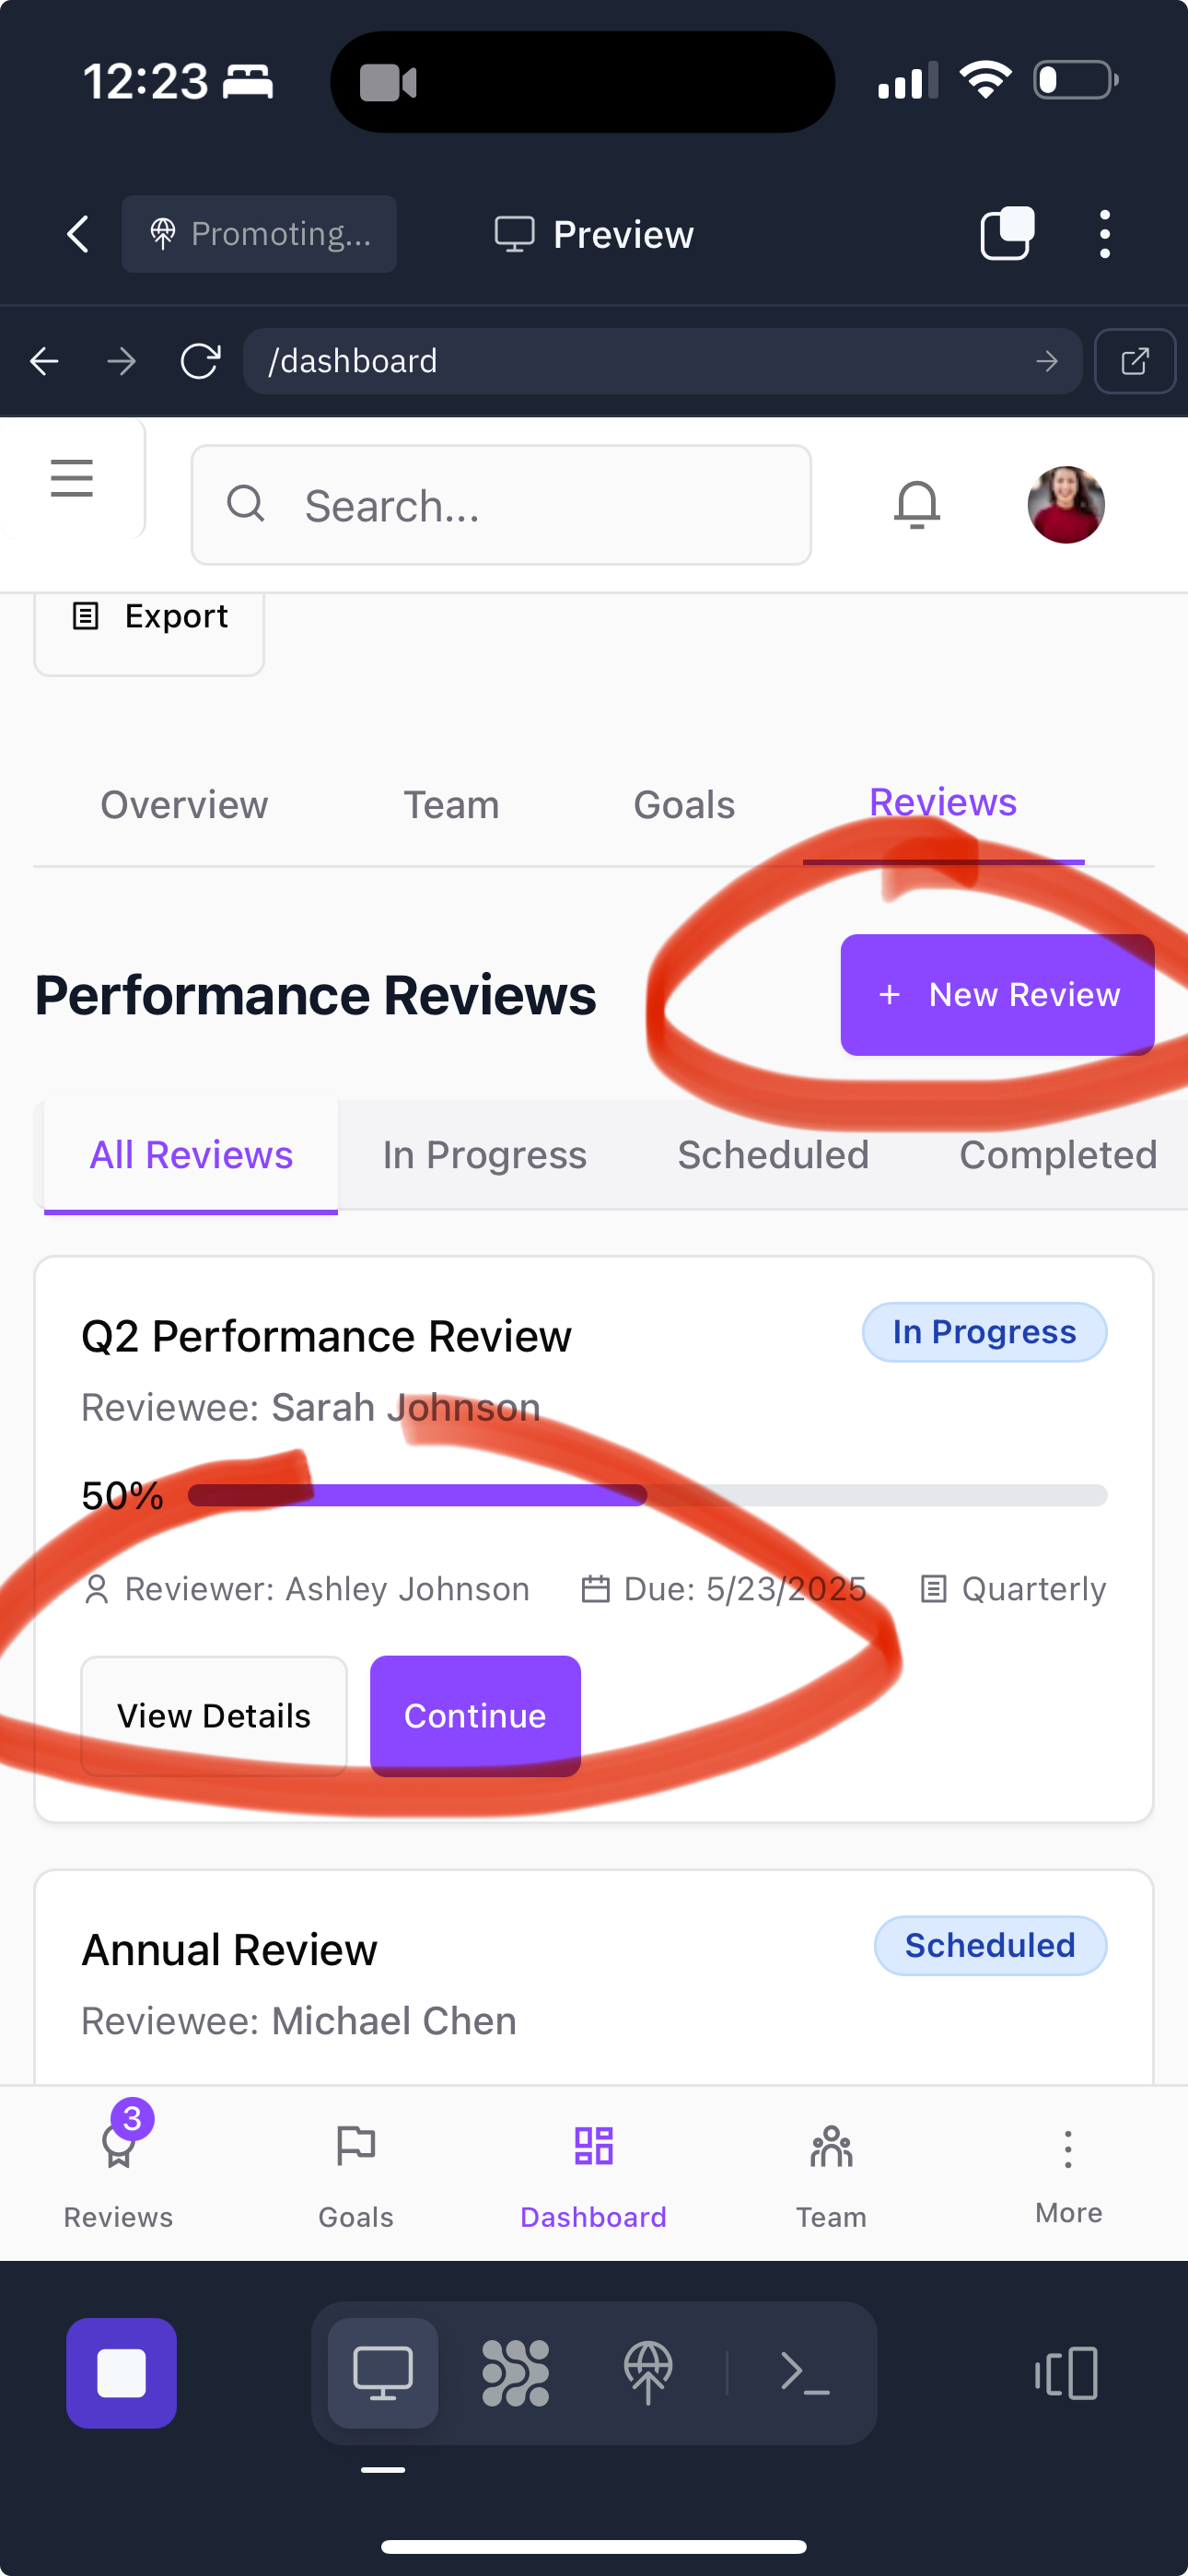 12:23
Promoting...
Preview
/dashboard
Search...
Export
Overview
Team
Goals
Reviews
Performance Reviews
+ New Review
All Reviews
In Progress
Scheduled
Completed
Q2 Performance Review
In Progress
Reviewee: Sarah Johnson
50%
Reviewer: Ashley Johnson
Due: 5/23/2025
Quarterly
View Details
Continue
Annual Review
Scheduled
Reviewee: Michael Chen
3
Reviews
Goals
Dashboard
Team
More